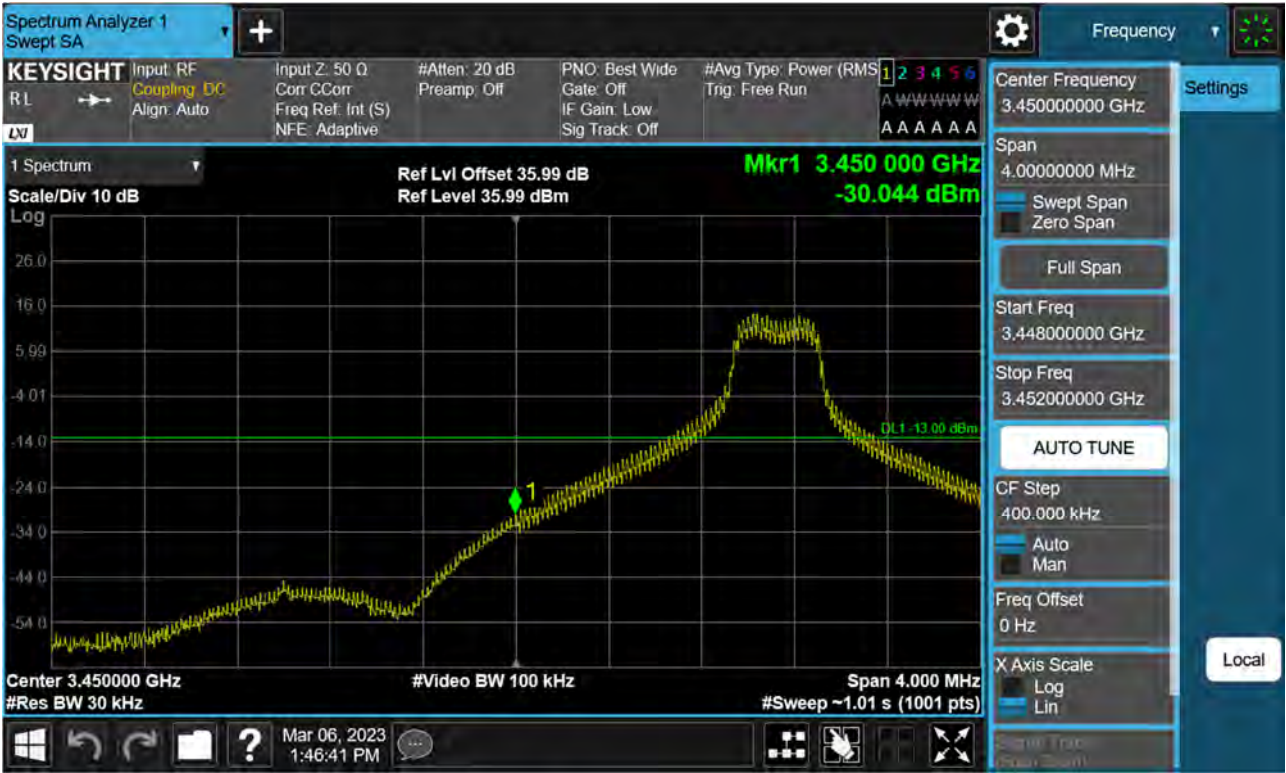 Spectrum Analyzer 1
Swept SA
+
Frequency
KEYSIGHT
R L
LXI
Input: RF
Coupling: DC
Align: Auto
Input Z: 50 Ω
Corr CCorr
Freq Ref: Int (S)
NFE: Adaptive
#Atten: 20 dB
Preamp: Off
PNO: Best Wide
Gate: Off
IF Gain: Low
Sig Track: Off
#Avg Type: Power (RMS
Trig: Free Run
1 2 3 4 5 6
A W W W W W
A A A A A A
1 Spectrum
Scale/Div 10 dB
Log
Ref Lvl Offset 35.99 dB
Ref Level 35.99 dBm
Mkr1 3.450 000 GHz
-30.044 dBm
26.0
16.0
5.99
-4.01
-14.0
-24.0
-34.0
-44.0
-54.0
DL1 -13.00 dBm
1
Center 3.450000 GHz
#Res BW 30 kHz
#Video BW 100 kHz
Span 4.000 MHz
#Sweep ~1.01 s (1001 pts)
Center Frequency
3.450000000 GHz
Span
4.00000000 MHz
Swept Span
Zero Span
Full Span
Start Freq
3.448000000 GHz
Stop Freq
3.452000000 GHz
AUTO TUNE
CF Step
400.000 kHz
Auto
Man
Freq Offset
0 Hz
X Axis Scale
Log
Lin
Settings
Local
?
Mar 06, 2023
1:46:41 PM